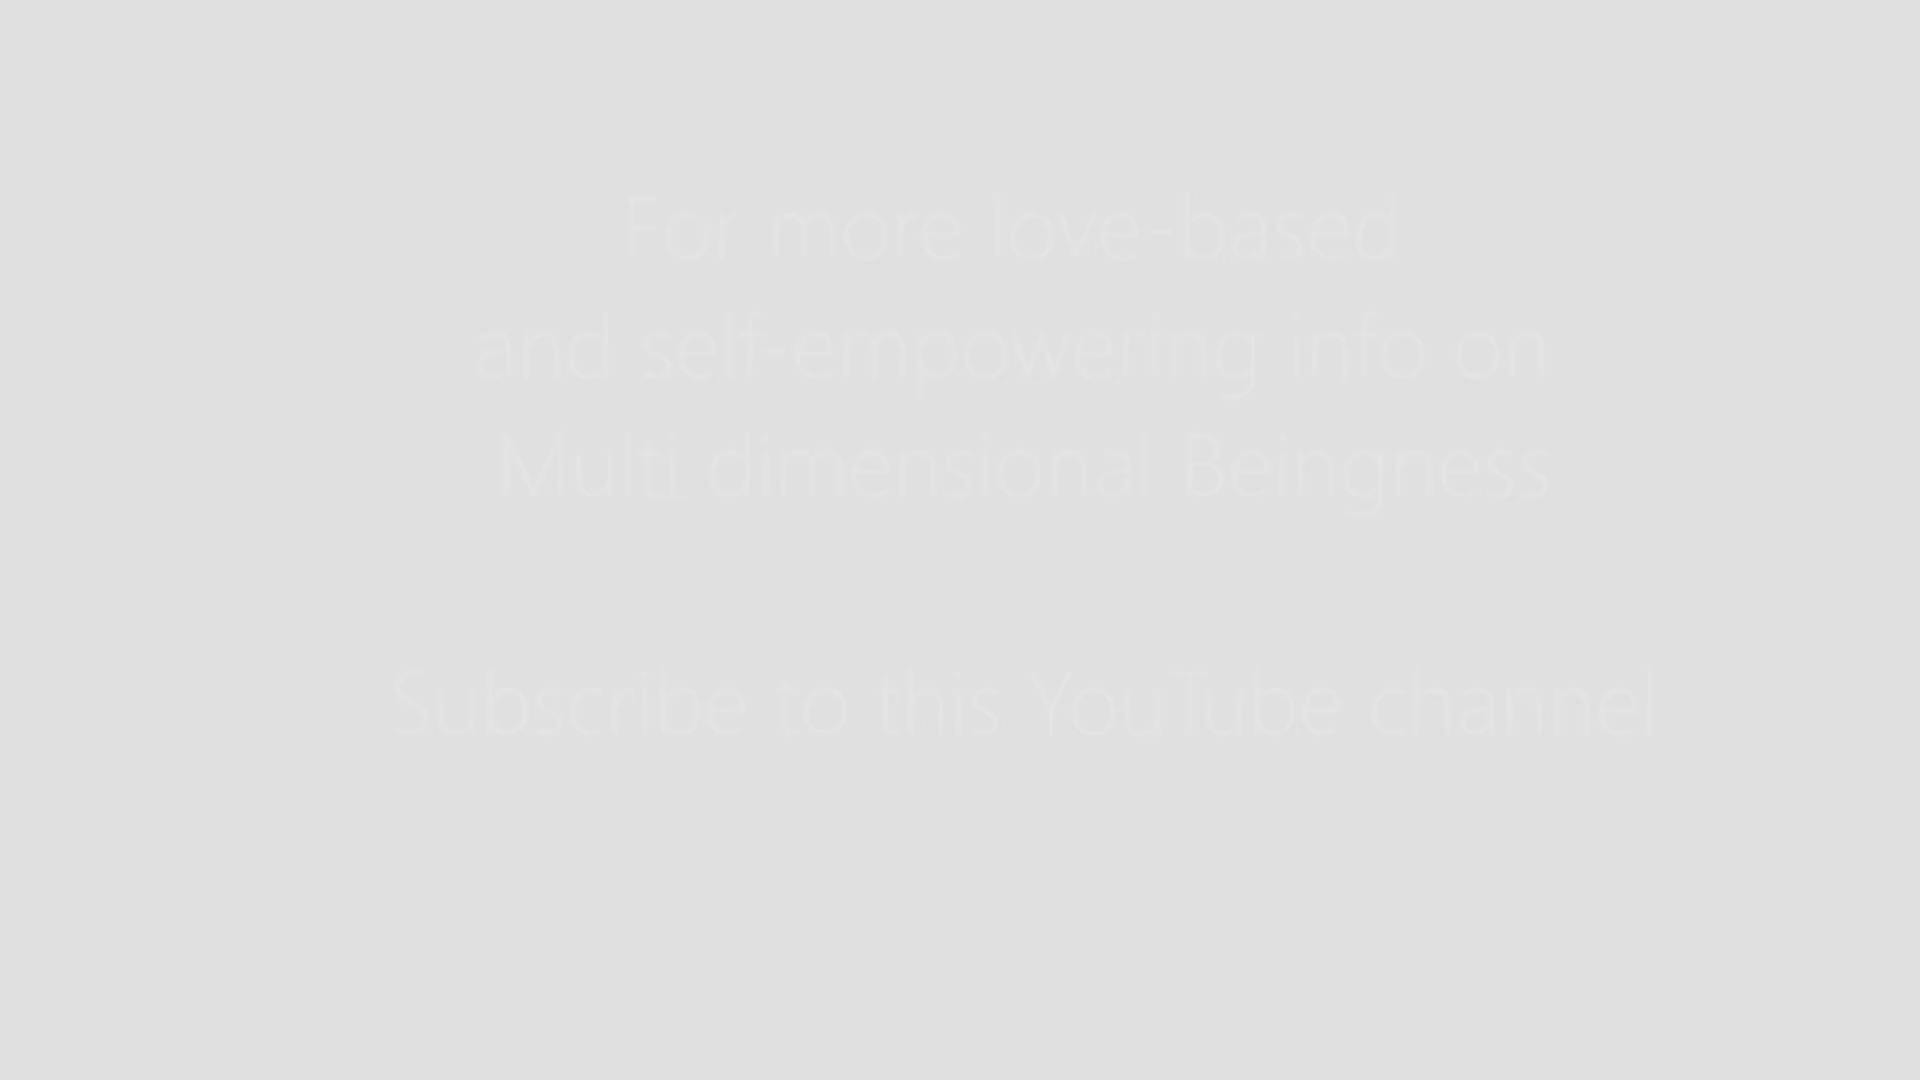 For more love-based
and self-empowering info on
Multi dimensional Beingness
Subscribe to this YouTube channel